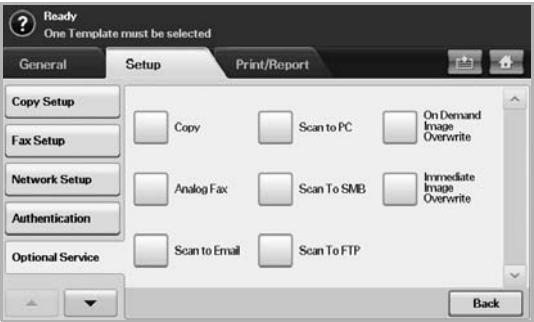 ?
Ready
One Template must be selected
General
Setup
Print/Report
Copy Setup
Fax Setup
Network Setup
Authentication
Optional Service
Copy
Scan to PC
On Demand
Image
Overwrite
Analog Fax
Scan To SMB
Immediate
Image
Overwrite
Scan to Email
Scan To FTP
Back